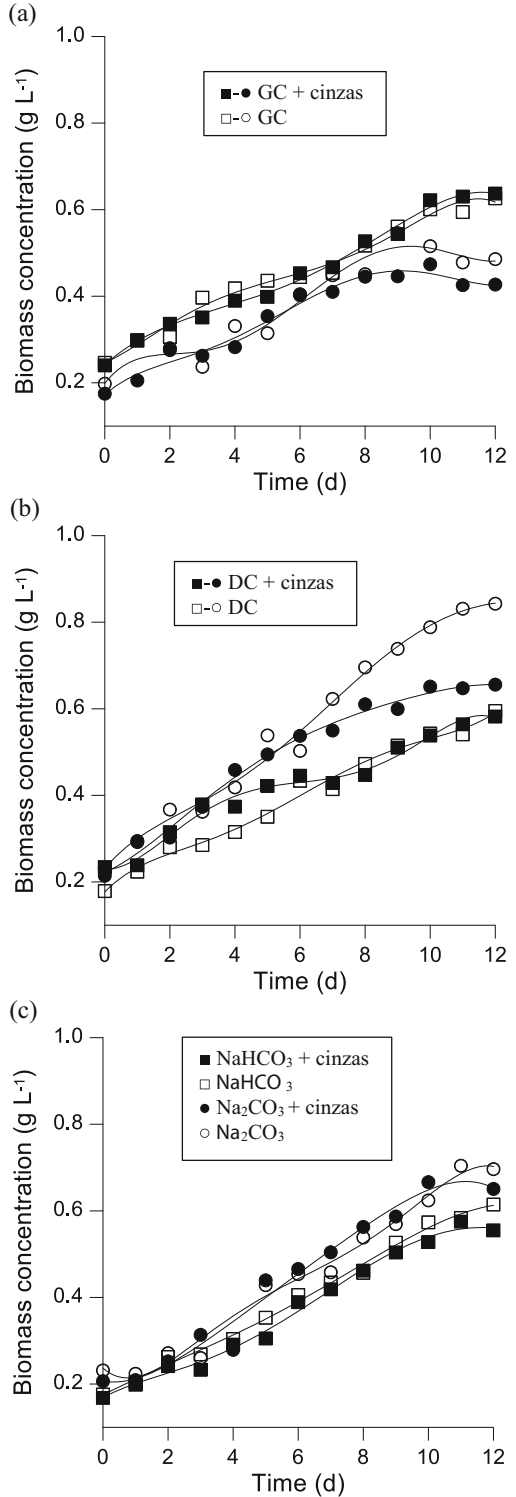 (a)
1.0
0.8
0.6
0.4
0.2
Biomass concentration (g L-1)
GC + cinzas
GC
0 2 4 6 8 10 12
Time (d)
(b)
1.0
0.8
0.6
0.4
0.2
Biomass concentration (g L-1)
DC + cinzas
DC
0 2 4 6 8 10 12
Time (d)
(c)
1.0
0.8
0.6
0.4
0.2
Biomass concentration (g L-1)
NaHCO3 + cinzas
NaHCO3
Na2CO3 + cinzas
Na2CO3
0 2 4 6 8 10 12
Time (d)